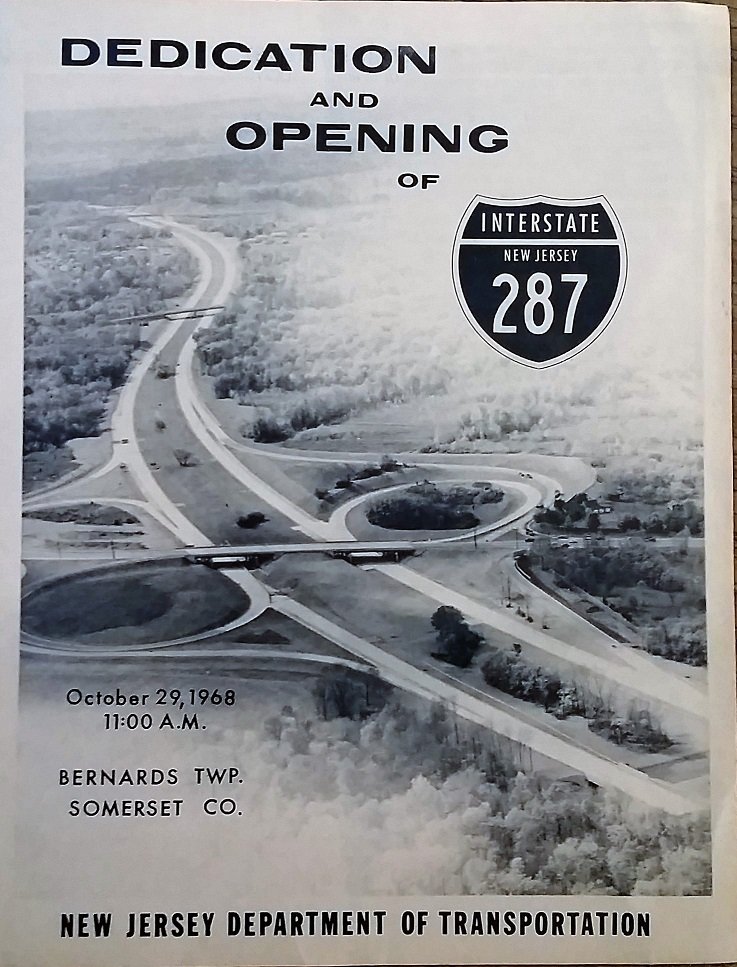 DEDICATION
AND
OPENING
OF
INTERSTATE
NEW JERSEY
287
October 29, 1968
11:00 A.M.
BERNARDS TWP.
SOMERSET CO.
NEW JERSEY DEPARTMENT OF TRANSPORTATION